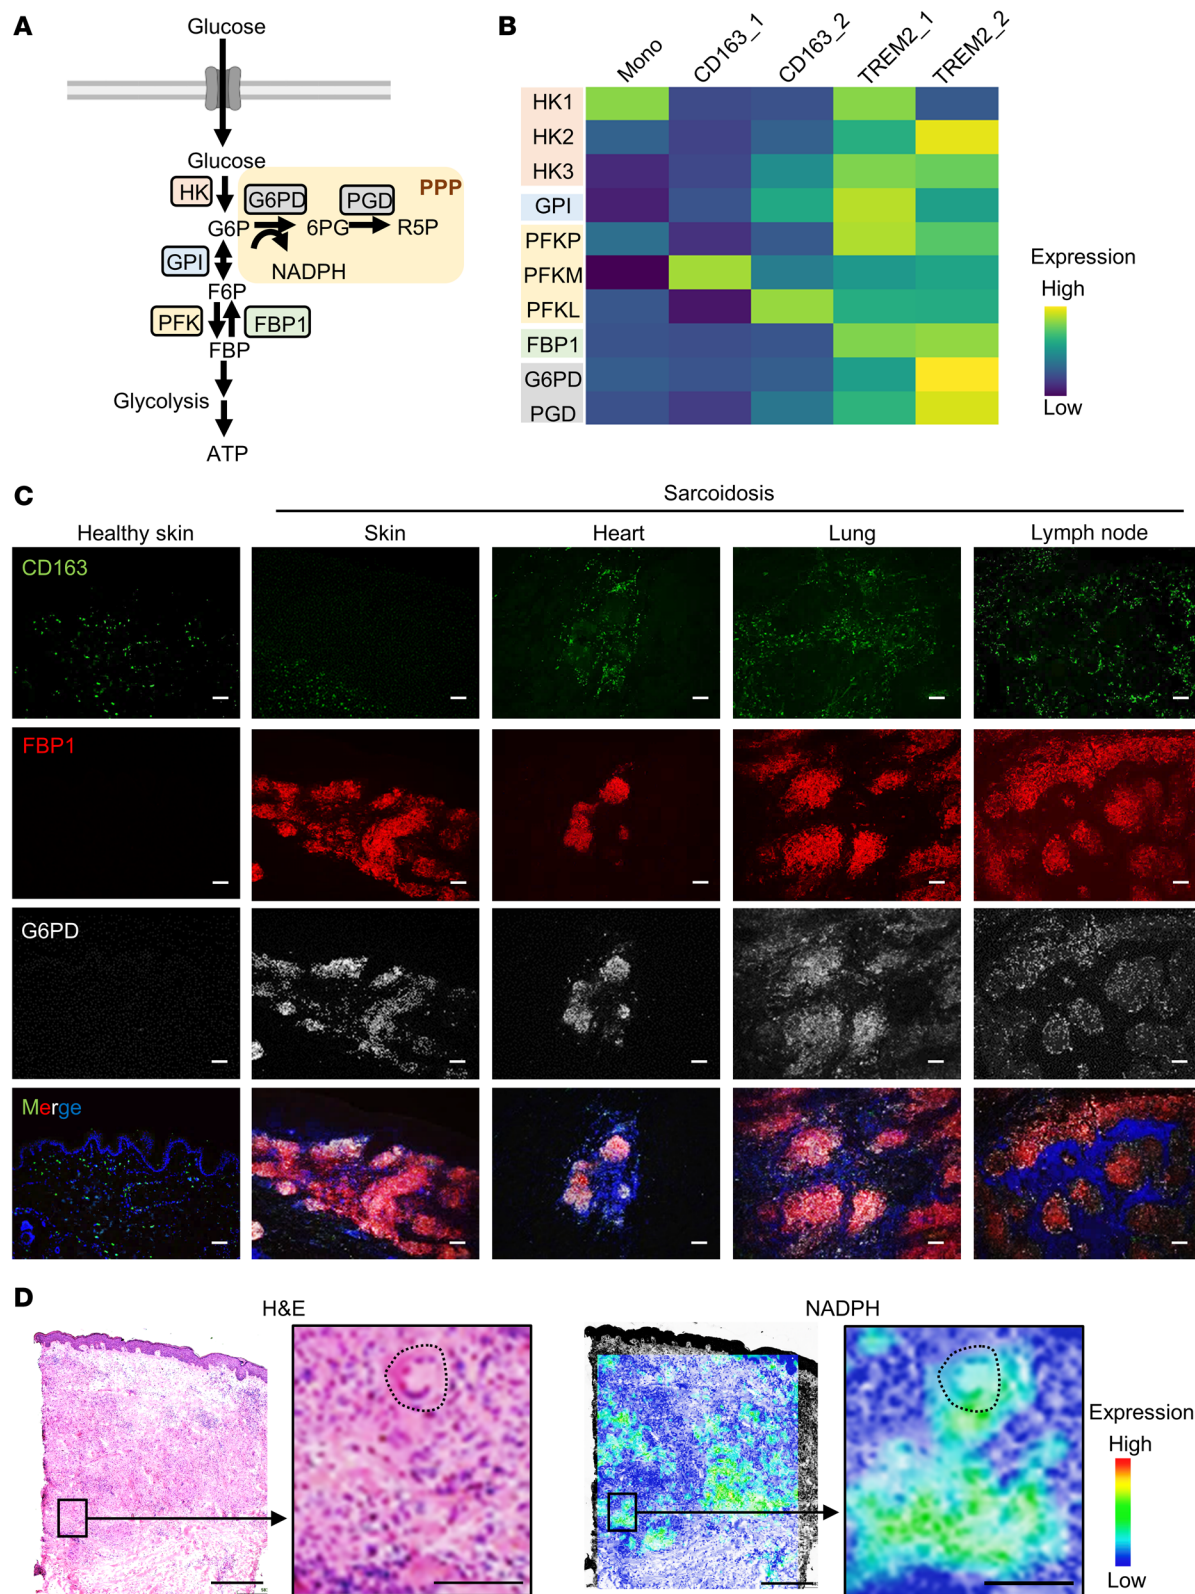 A
Glucose
Glucose
HK
G6PD
PGD
PPP
G6P
6PG
R5P
NADPH
GPI
F6P
PFK
FBP1
FBP
Glycolysis
ATP
B
Mono
CD163_1
CD163_2
TREM2_1
TREM2_2
HK1
HK2
HK3
GPI
PFKP
PFKM
PFKL
FBP1
G6PD
PGD
Expression
High
Low
C
Sarcoidosis
Healthy skin
Skin
Heart
Lung
Lymph node
CD163
FBP1
G6PD
Merge
D
H&E
NADPH
Expression
High
Low